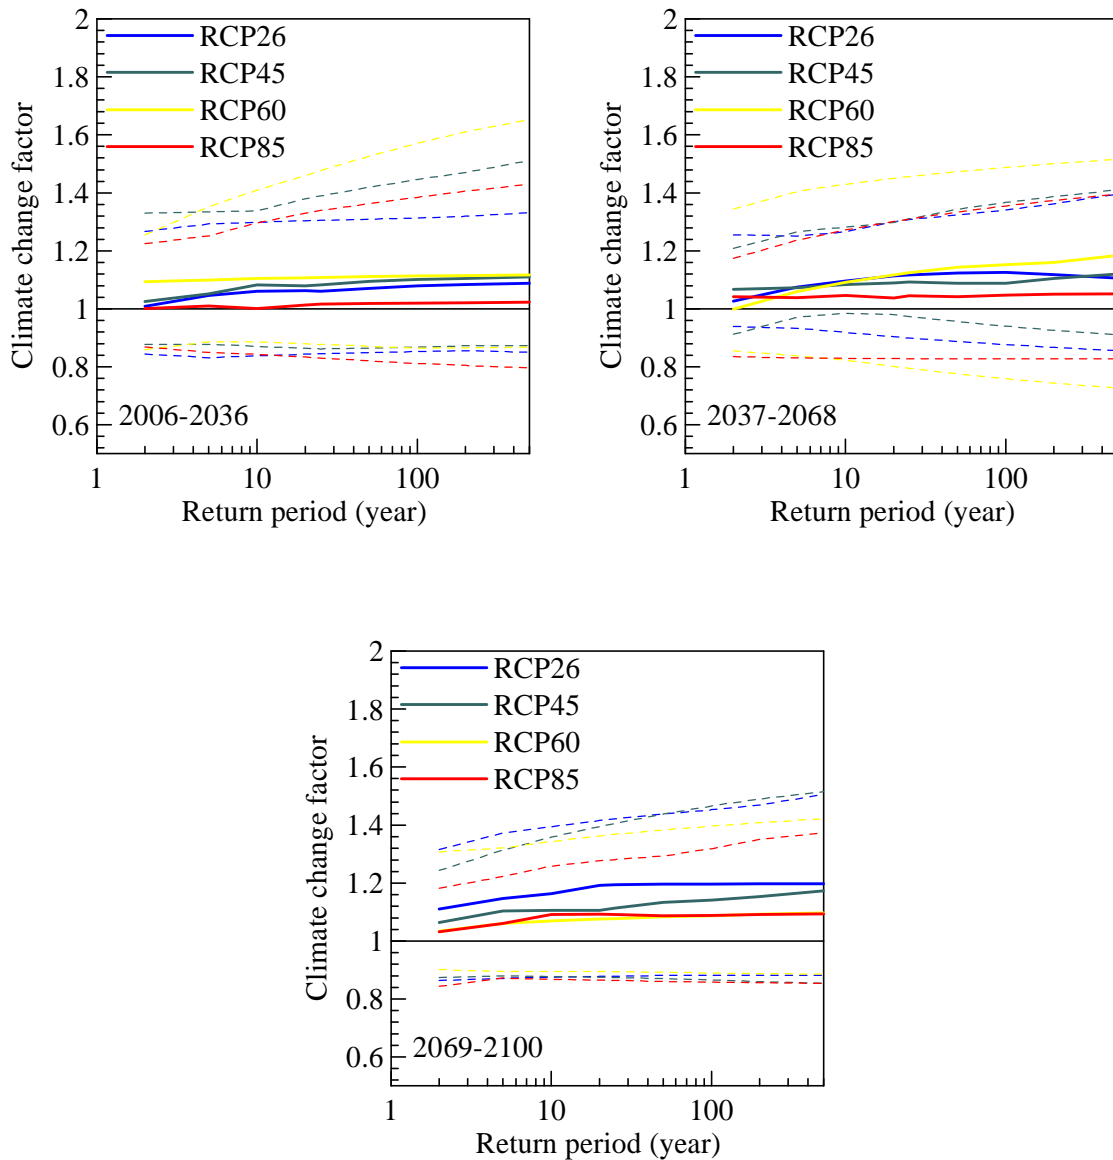 2
1.8
1.6
1.4
1.2
1
0.8
0.6
Climate change factor
RCP26
RCP45
RCP60
RCP85
2006-2036
1 10 100
Return period (year)
2
1.8
1.6
1.4
1.2
1
0.8
0.6
Climate change factor
RCP26
RCP45
RCP60
RCP85
2037-2068
1 10 100
Return period (year)
2
1.8
1.6
1.4
1.2
1
0.8
0.6
Climate change factor
RCP26
RCP45
RCP60
RCP85
2069-2100
1 10 100
Return period (year)